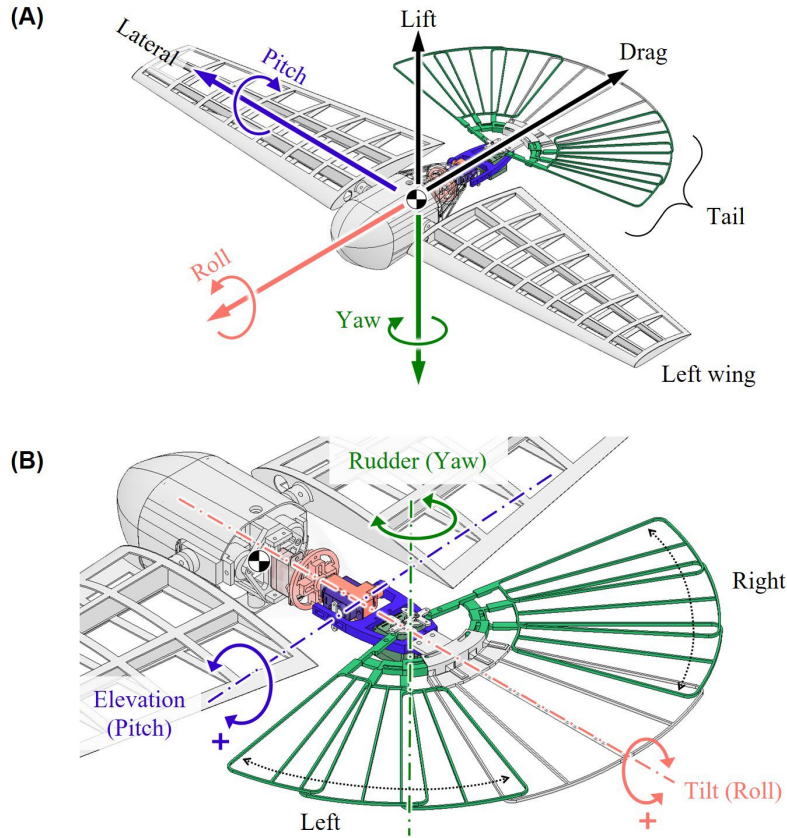 (A)
Lift
Lateral
Pitch
Drag
Tail
Roll
Yaw
Left wing
(B)
Rudder (Yaw)
Right
Elevation
(Pitch)
+
Left
Tilt (Roll)
+